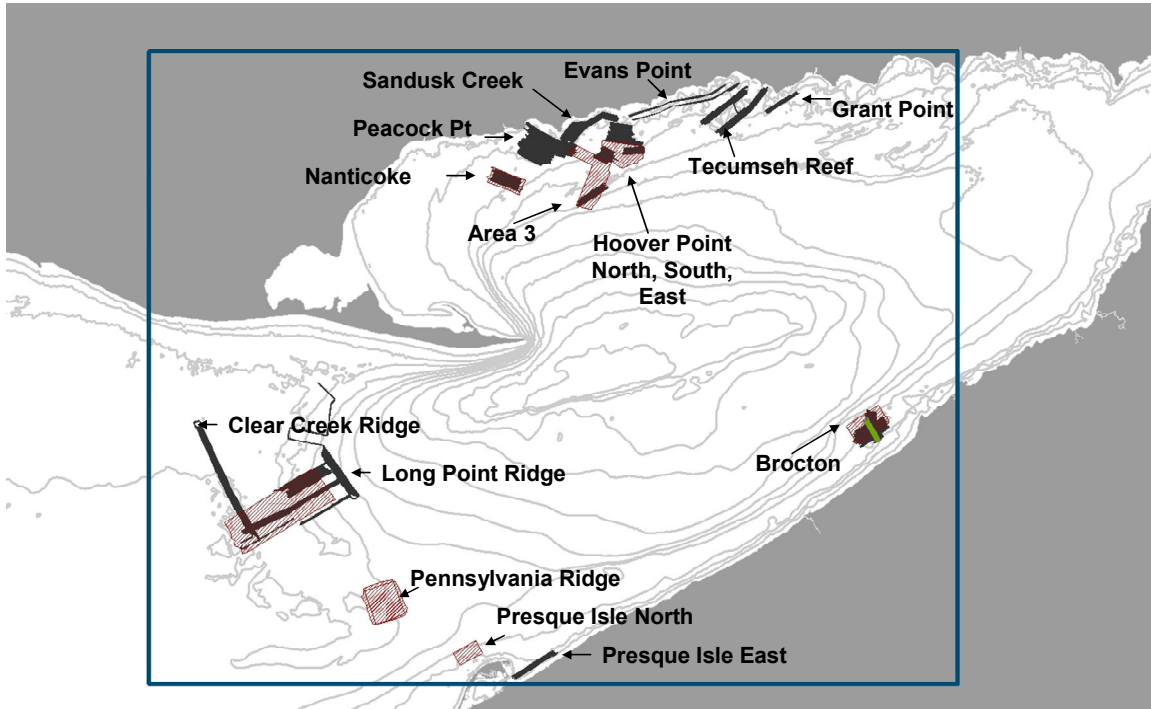 Evans Point
Sandusk Creek
Grant Point
Peacock Pt
Tecumseh Reef
Nanticoke
Area 3
Hoover Point
North, South,
East
Clear Creek Ridge
Long Point Ridge
Brocton
Pennsylvania Ridge
Presque Isle North
Presque Isle East